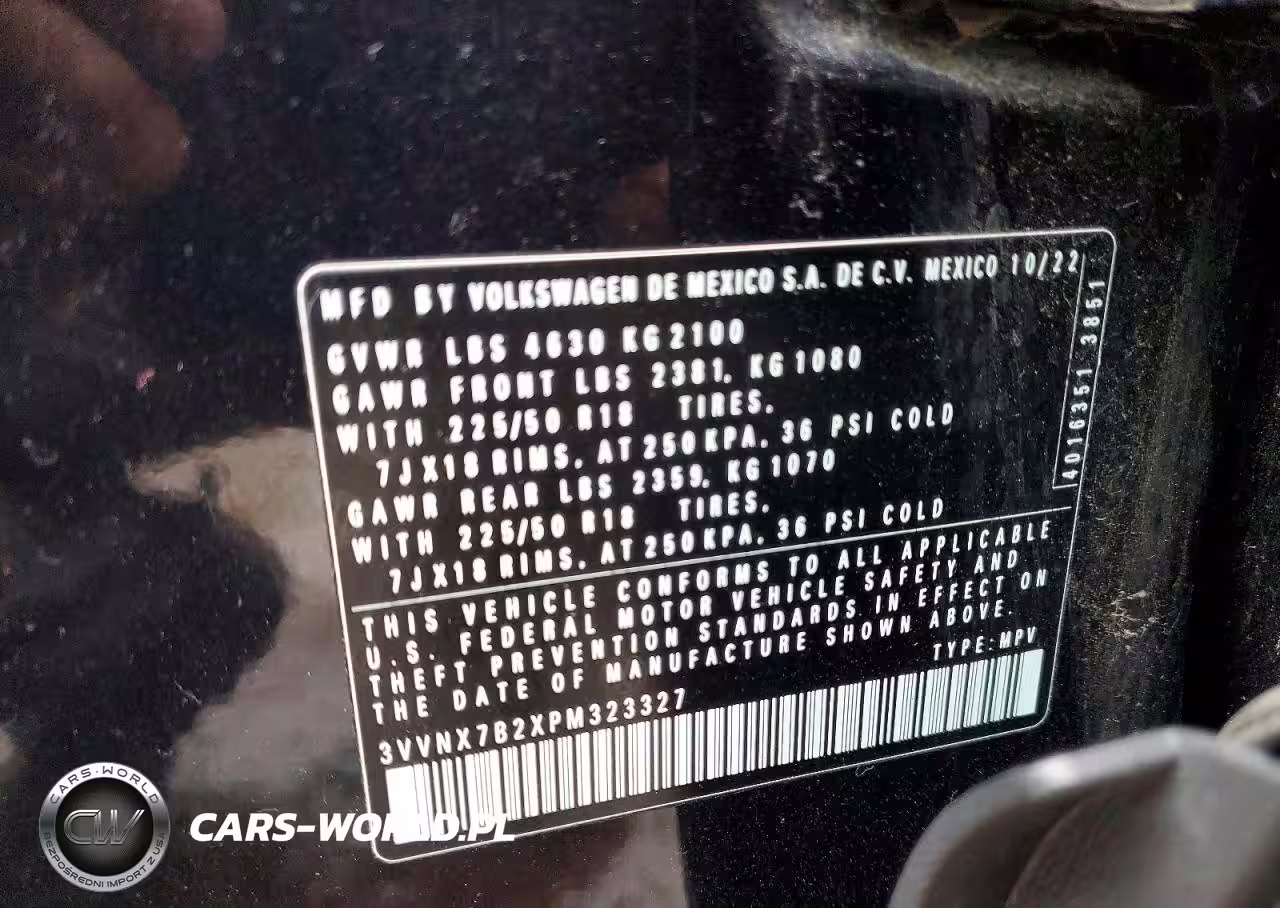 MFD BY VOLKSWAGEN DE MEXICO S.A. DE C.V. MEXICO 10/22
GVWR LBS 4630 KG 2100
GAWR FRONT LBS 2381, KG 1080
WITH 225/50 R18 TIRES,
7JX18 RIMS, AT 250 KPA, 36 PSI COLD
GAWR REAR LBS 2359, KG 1070
WITH 225/50 R18 TIRES,
7JX18 RIMS, AT 250 KPA, 36 PSI COLD
4016351 3851
THIS VEHICLE CONFORMS TO ALL APPLICABLE
U.S. FEDERAL MOTOR VEHICLE SAFETY AND
THEFT PREVENTION STANDARDS IN EFFECT ON
THE DATE OF MANUFACTURE SHOWN ABOVE.
TYPE: MPV
3VVNX7B2XPM323327
CARS-WORLD
CW
BEZPOŚREDNI IMPORT Z USA
CARS-WORLD.PL